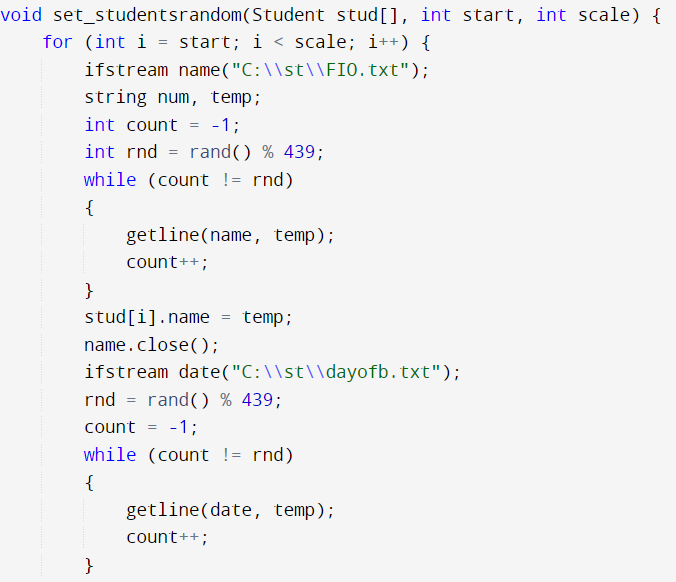 void set_studentsrandom(Student stud[], int start, int scale) {
    for (int i = start; i < scale; i++) {
        ifstream name("C:\\st\\FIO.txt");
        string num, temp;
        int count = -1;
        int rnd = rand() % 439;
        while (count != rnd)
        {
            getline(name, temp);
            count++;
        }
        stud[i].name = temp;
        name.close();
        ifstream date("C:\\st\\dayofb.txt");
        rnd = rand() % 439;
        count = -1;
        while (count != rnd)
        {
            getline(date, temp);
            count++;
        }